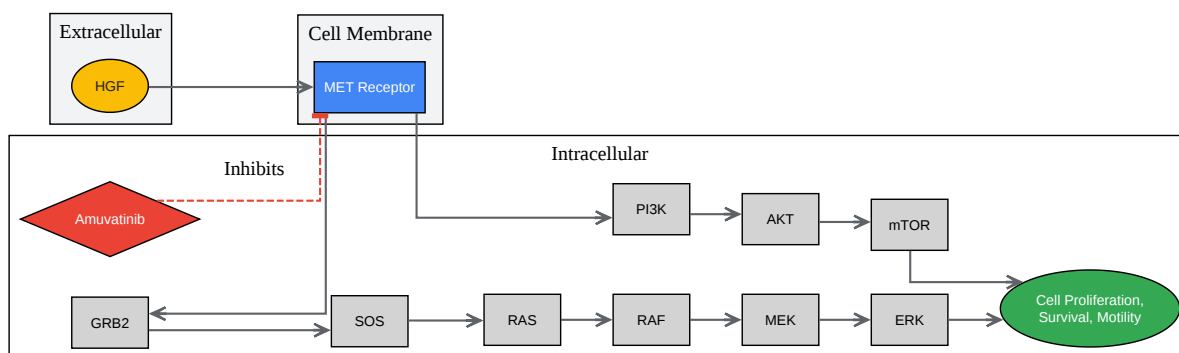 Extracellular
Cell Membrane
HGF
MET Receptor
Intracellular
Inhibits
Amuvatinib
PI3K
AKT
mTOR
GRB2
SOS
RAS
RAF
MEK
ERK
Cell Proliferation,
Survival, Motility